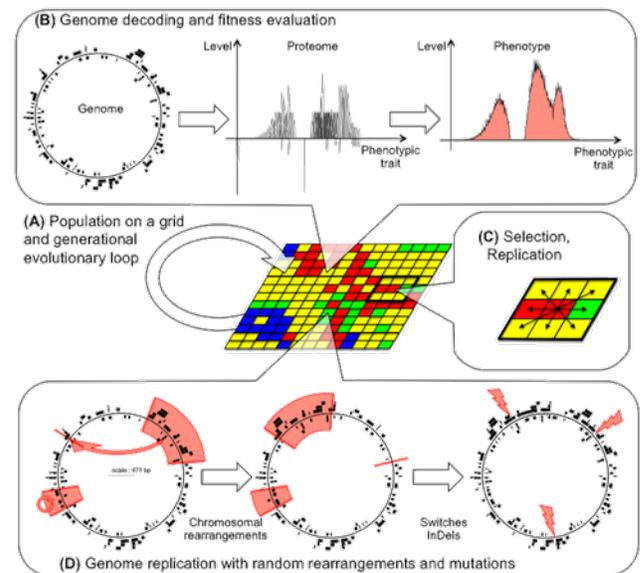 (B) Genome decoding and fitness evaluation
Level
Proteome
Level
Phenotype
Genome
Phenotypic
trait
Phenotypic
trait
(A) Population on a grid
and generational
evolutionary loop
(C) Selection,
Replication
scale : 471 bp
Chromosomal
rearrangements
Switches
InDels
(D) Genome replication with random rearrangements and mutations